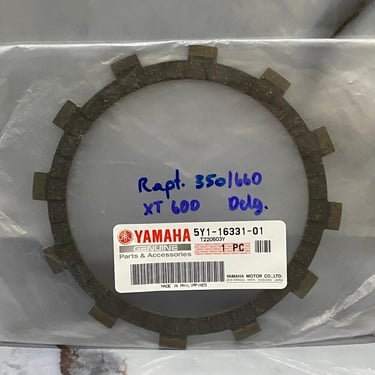 Rapt. 350/660
XT 600 Delg.
YAMAHA 5Y1-16331-01
GENUINE T220603Y
Parts & Accessories 1 PC
YAMAHA MOTOR CO.,LTD.
MADE IN PHILIPPINES